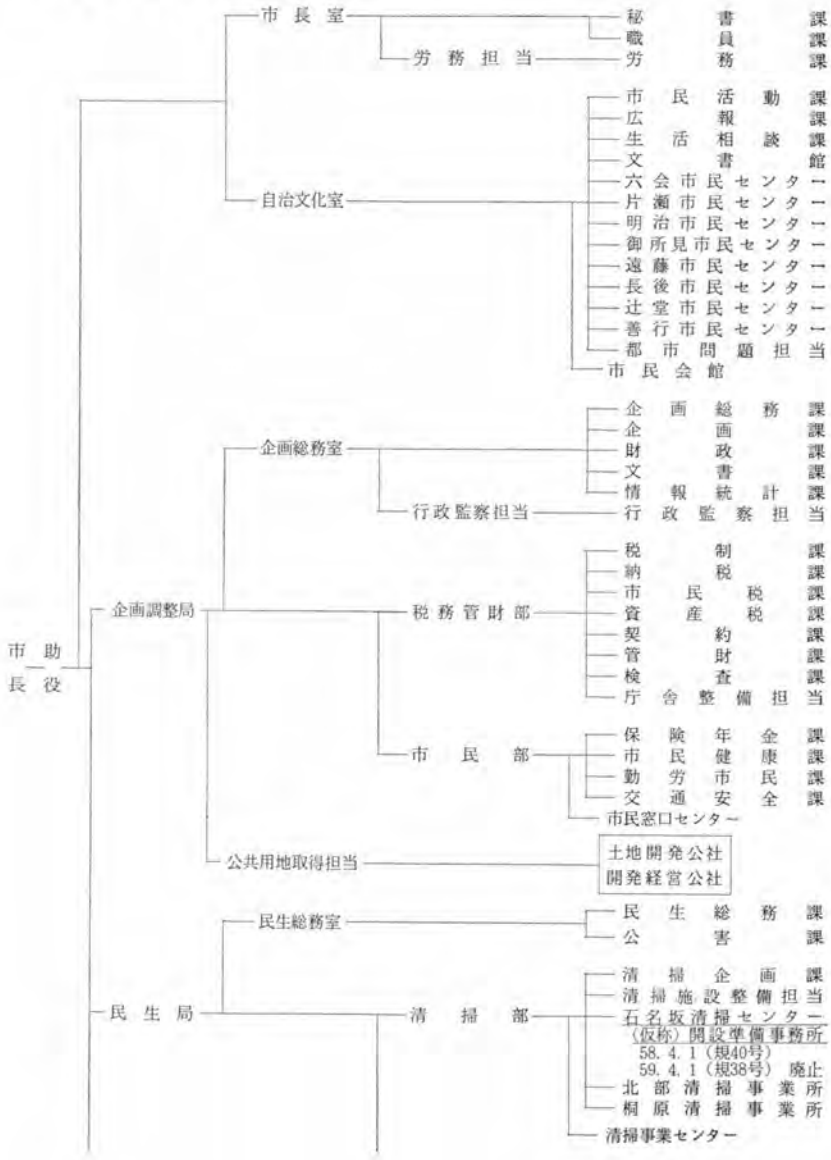 市長室
秘書課
職員課
労務担当
労務課
自治文化室
市民活動課
広報課
生活相談課
文書館
六会市民センター
片瀬市民センター
明治市民センター
御所見市民センター
遠藤市民センター
長後市民センター
辻堂市民センター
善行市民センター
都市問題担当
市民会館
市長
助役
企画調整局
企画総務室
企画総務課
企画課
財政課
文書課
情報統計課
行政監察担当
行政監察担当
税務管財部
税制課
納税課
市民税課
資産税課
契約課
管財課
検査課
庁舎整備担当
市民部
保険年金課
市民健康課
勤労市民課
交通安全課
市民窓口センター
公共用地取得担当
土地開発公社
開発経営公社
民生局
民生総務室
民生総務課
公害課
清掃部
清掃企画課
清掃施設整備担当
石名坂清掃センター
(仮称)開設準備事務所
58.4.1(規40号)
59.4.1(規38号) 廃止
北部清掃事業所
桐原清掃事業所
清掃事業センター